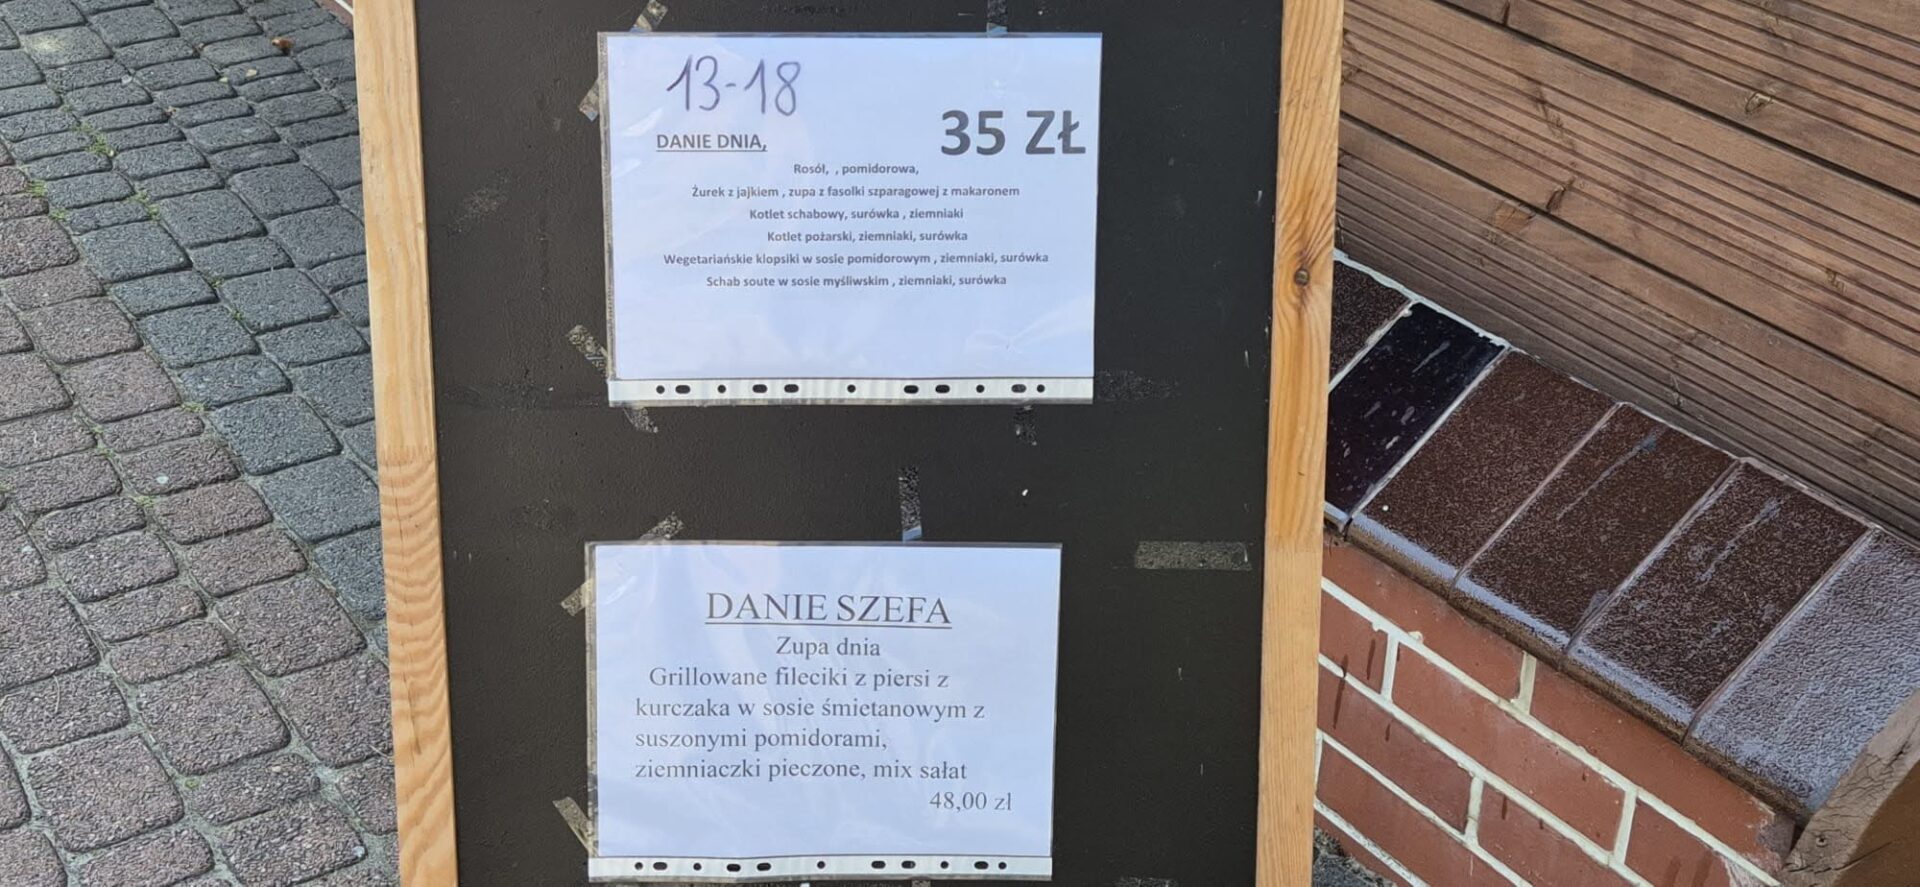 13-18
35 ZŁ
DANIE DNIA,
Rosół, , pomidorowa,
Żurek z jajkiem , zupa z fasolki szparagowej z makaronem
Kotlet schabowy, surówka , ziemniaki
Kotlet pożarski, ziemniaki, surówka
Wegetariańskie klopsiki w sosie pomidorowym , ziemniaki, surówka
Schab soute w sosie myśliwskim , ziemniaki, surówka
DANIE SZEFA
Zupa dnia
Grillowane fileciki z piersi z
kurczaka w sosie śmietanowym z
suszonymi pomidorami,
ziemniaczki pieczone, mix sałat
48,00 zł